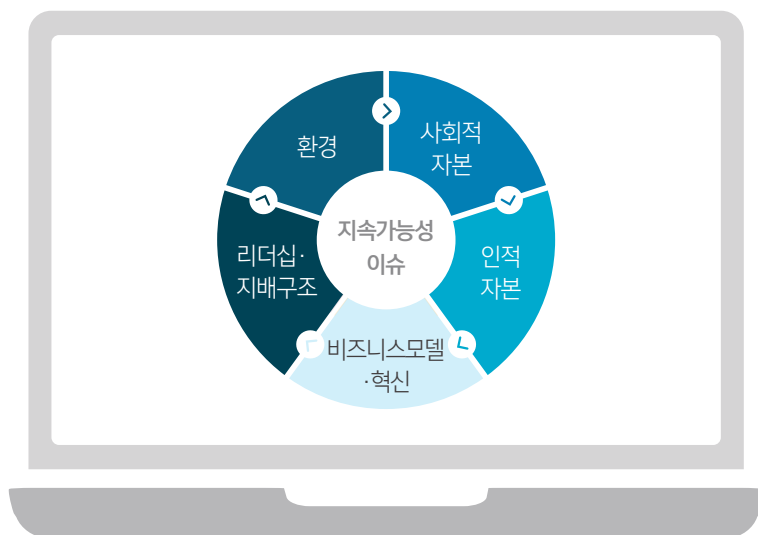 환경
사회적
자본
지속가능성
이슈
리더십·
지배구조
인적
자본
비즈니스모델
·혁신